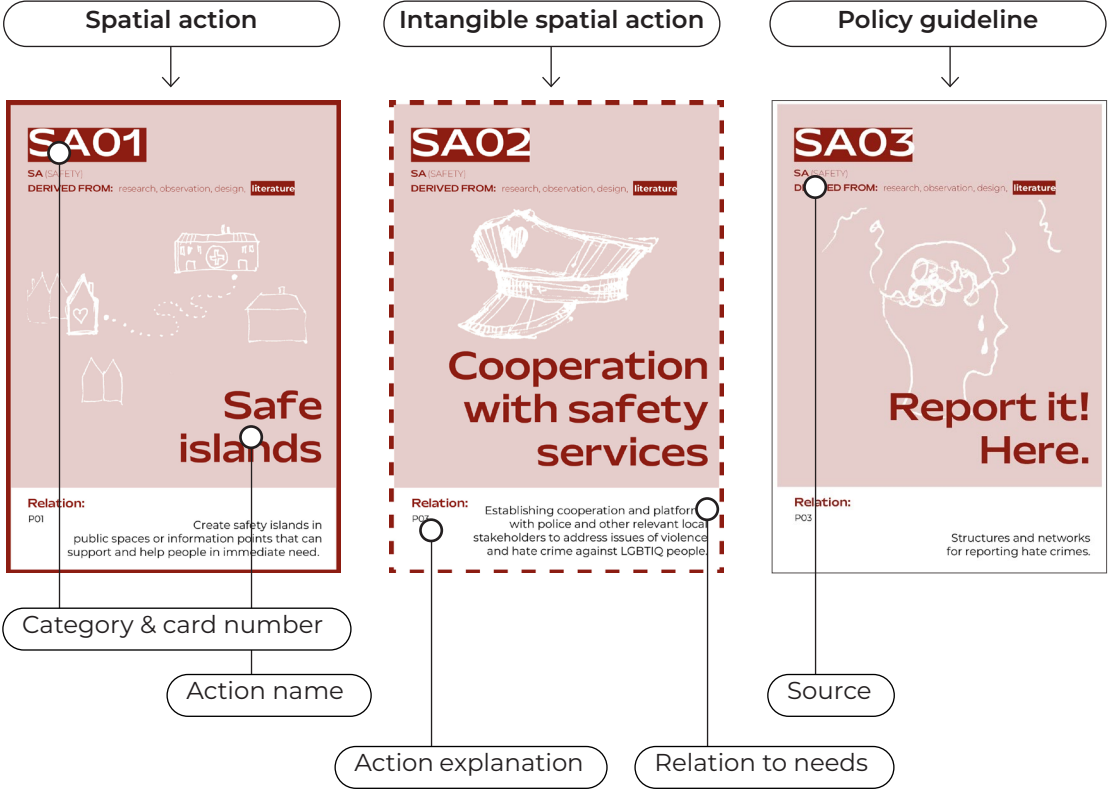 Spatial action
Intangible spatial action
Policy guideline
SA01
SA (SAFETY)
DERIVED FROM: research, observation, design, literature
Safe
islands
Relation:
P01
Create safety islands in
public spaces or information points that can
support and help people in immediate need.
SA02
SA (SAFETY)
DERIVED FROM: research, observation, design, literature
Cooperation
with safety
services
Relation:
P03
Establishing cooperation and platforms
with police and other relevant local
stakeholders to address issues of violence
and hate crime against LGBTIQ people.
SA03
SA (SAFETY)
DERIVED FROM: research, observation, design, literature
Report it!
Here.
Relation:
P03
Structures and networks
for reporting hate crimes.
Category & card number
Action name
Source
Action explanation
Relation to needs